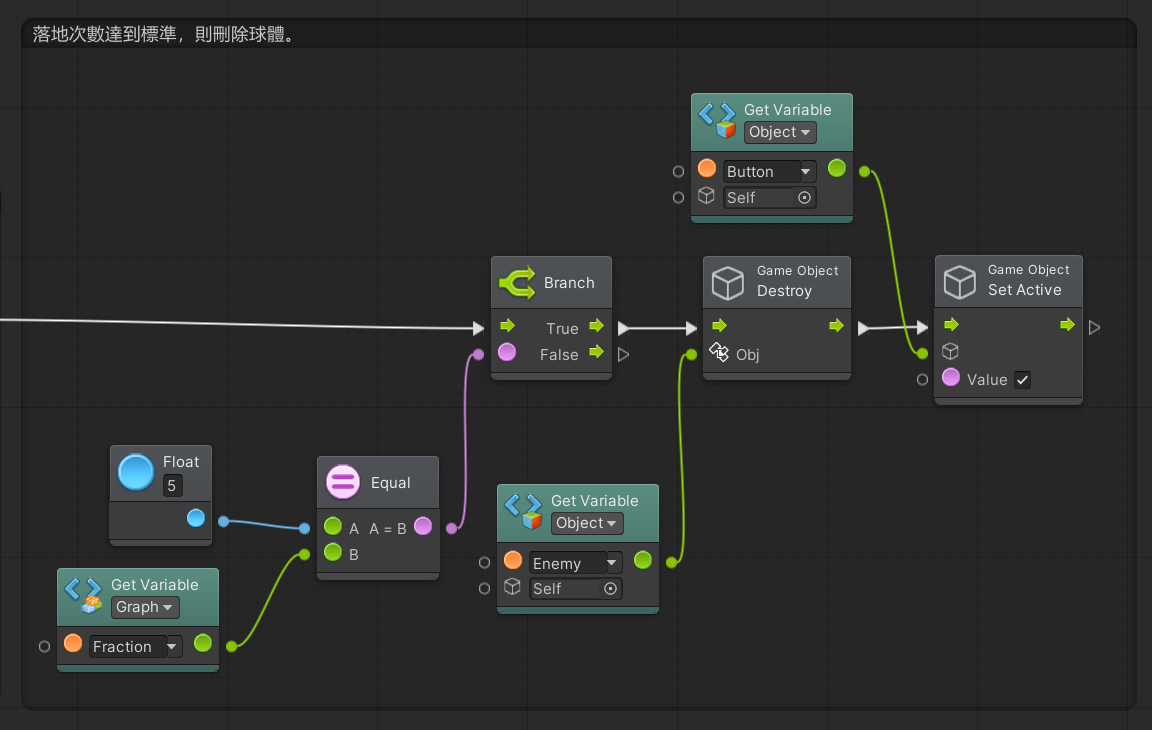 落地次數達到標準，則刪除球體。
Get Variable
Object
Button
Self
Branch
True
False
Game Object
Destroy
Obj
Game Object
Set Active
Value
Float
5
Equal
A A = B
B
Get Variable
Object
Enemy
Self
Get Variable
Graph
Fraction